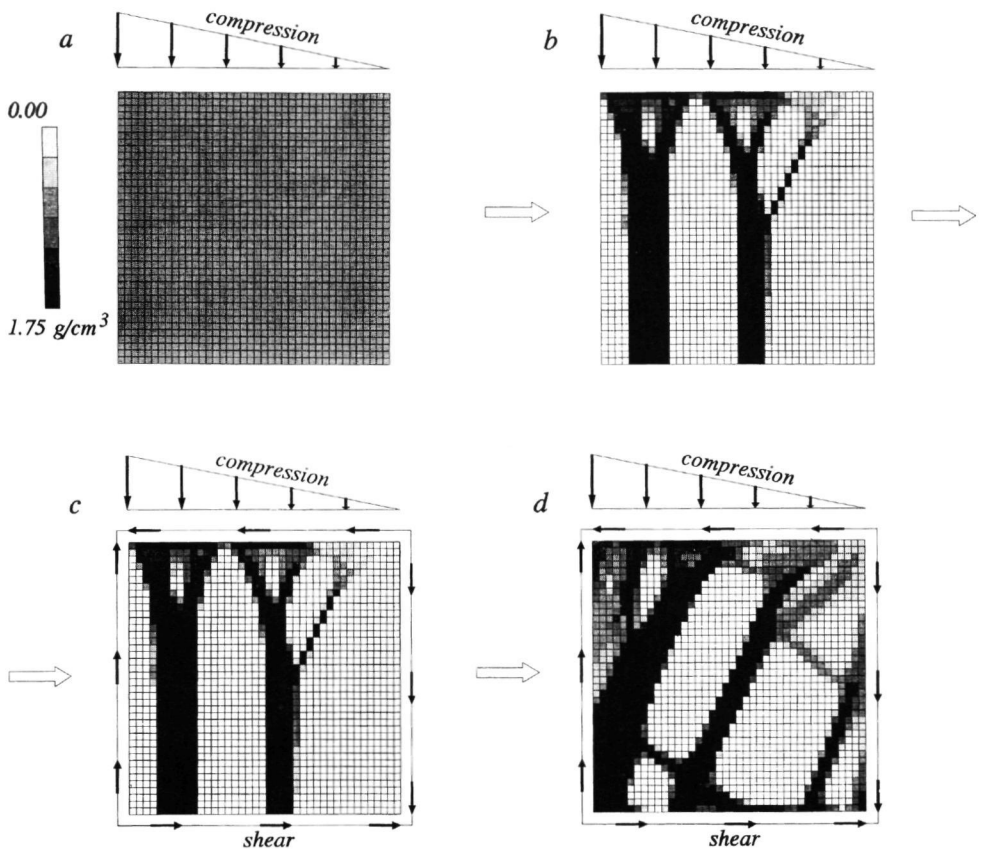 a
compression
b
compression
0.00
1.75 g/cm³
c
compression
d
compression
shear
shear